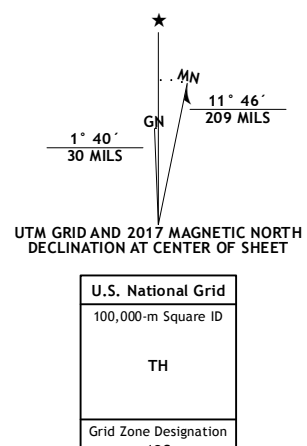 MN
GN
11° 46´
209 MILS
1° 40´
30 MILS
UTM GRID AND 2017 MAGNETIC NORTH
DECLINATION AT CENTER OF SHEET
U.S. National Grid
100,000-m Square ID
TH
Grid Zone Designation